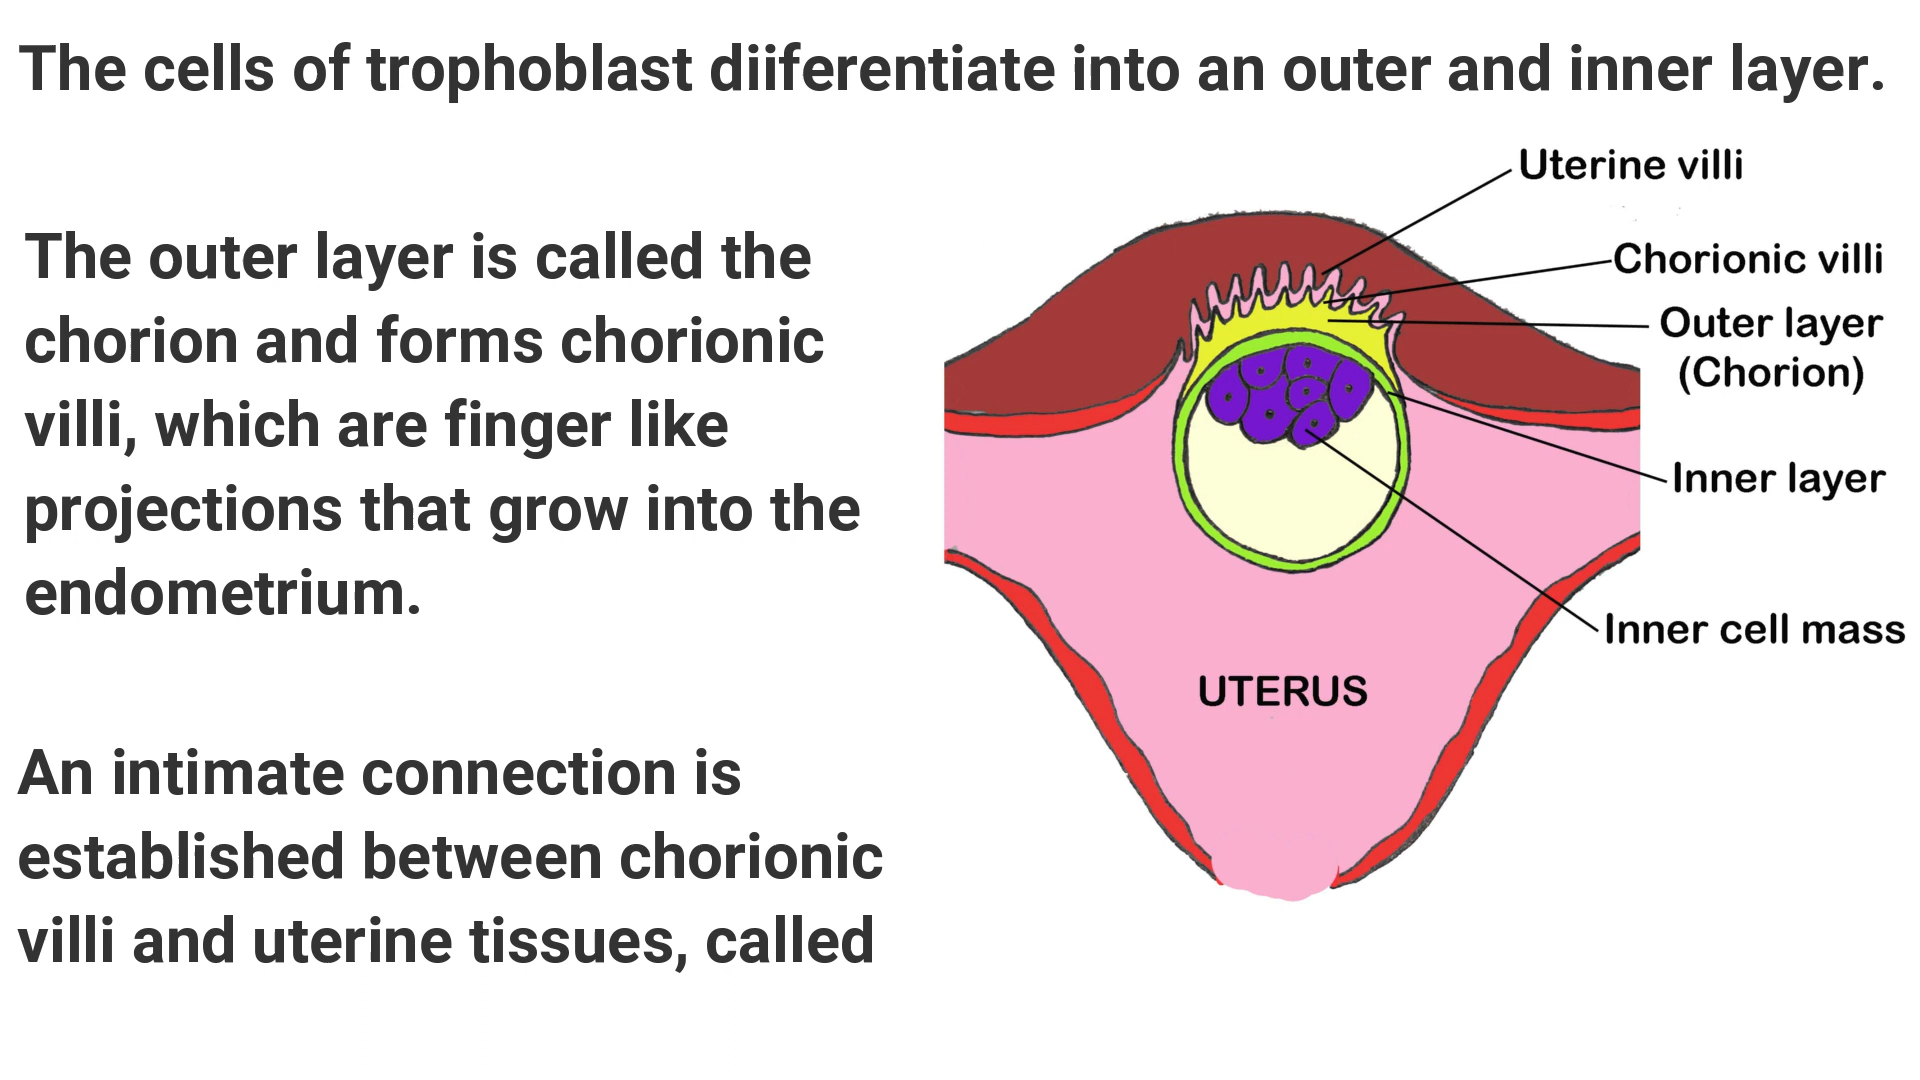 The cells of trophoblast diiferentiate into an outer and inner layer.
The outer layer is called the
chorion and forms chorionic
villi, which are finger like
projections that grow into the
endometrium.
An intimate connection is
established between chorionic
villi and uterine tissues, called
Uterine villi
Chorionic villi
Outer layer
(Chorion)
Inner layer
Inner cell mass
UTERUS